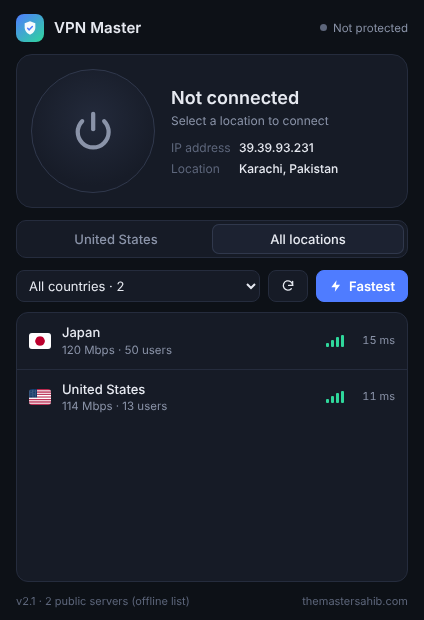 VPN Master
Not protected
Not connected
Select a location to connect
IP address 39.39.93.231
Location Karachi, Pakistan
United States
All locations
All countries · 2
Fastest
Japan
120 Mbps · 50 users
15 ms
United States
114 Mbps · 13 users
11 ms
v2.1 · 2 public servers (offline list)
themastersahib.com